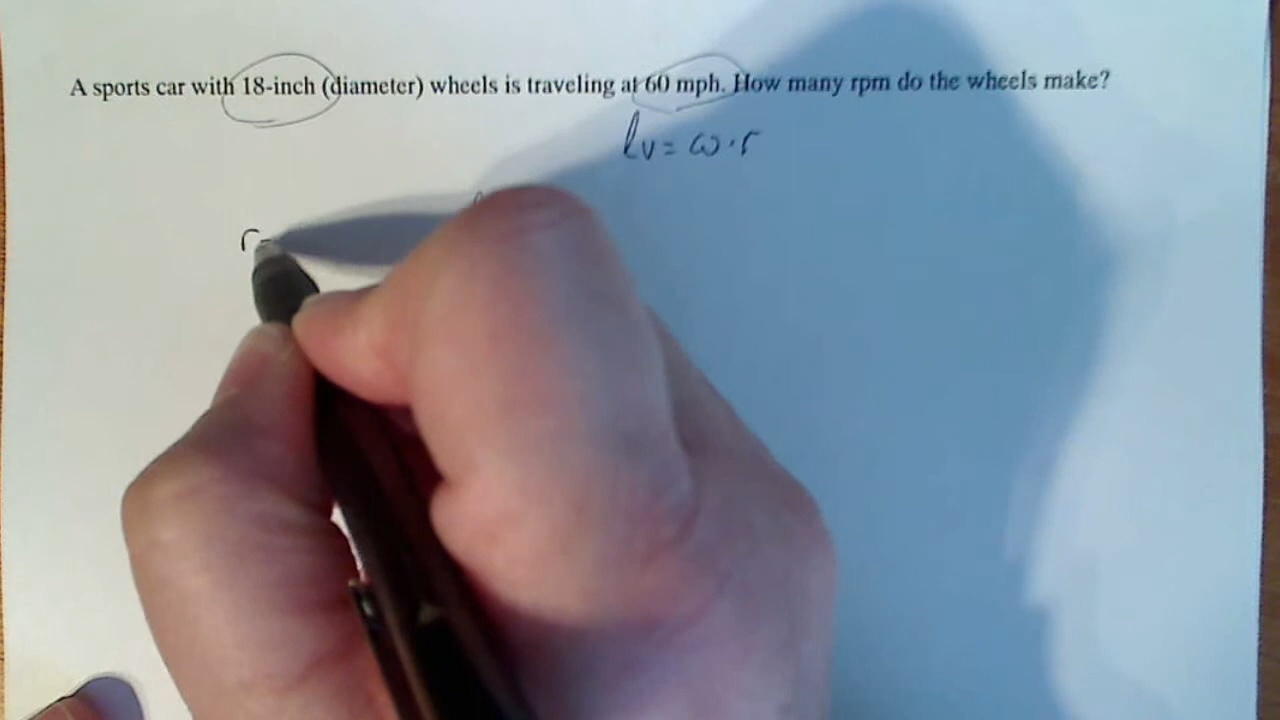 A sports car with 18-inch (diameter) wheels is traveling at 60 mph. How many rpm do the wheels make?
lv = ω · r
r =